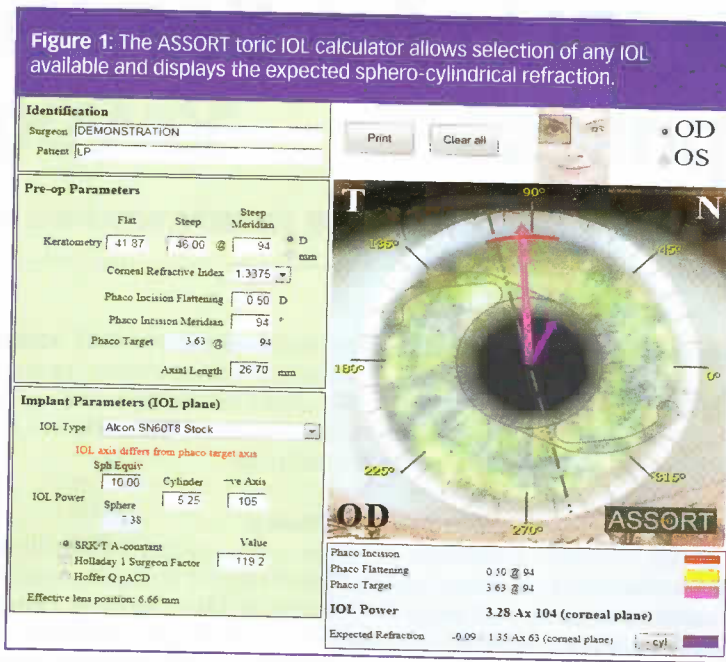 Figure 1: The ASSORT toric IOL calculator allows selection of any IOL
available and displays the expected sphero-cylindrical refraction.
Identification
Surgeon DEMONSTRATION
Patient LP
Pre-op Parameters
Flat Steep Steep Meridian
Keratometry 41.87 46.00 @ 94 D
mm
Corneal Refractive Index 1.3375
Phaco Incision Flattening 0.50 D
Phaco Incision Meridian 94 °
Phaco Target 3.63 @ 94
Axial Length 26.70 mm
Implant Parameters (IOL plane)
IOL Type Alcon SN60T8 Stock
IOL axis differs from phaco target axis
Sph Equiv Cylinder Axis
10.00 5.25 105
IOL Power Sphere
SRK/T A-constant Value
Holladay 1 Surgeon Factor 119.2
Hoffer Q pACD
Effective lens position: 6.66 mm
Print Clear all
OD
OS
T N
90°
135° 45°
180° 0°
225° 315°
270°
OD ASSORT
Phaco Incision
Phaco Flattening 0.50 @ 94
Phaco Target 3.63 @ 94
IOL Power 3.28 Ax 104 (corneal plane)
Expected Refraction -0.09 1.35 Ax 63 (corneal plane) - cyl